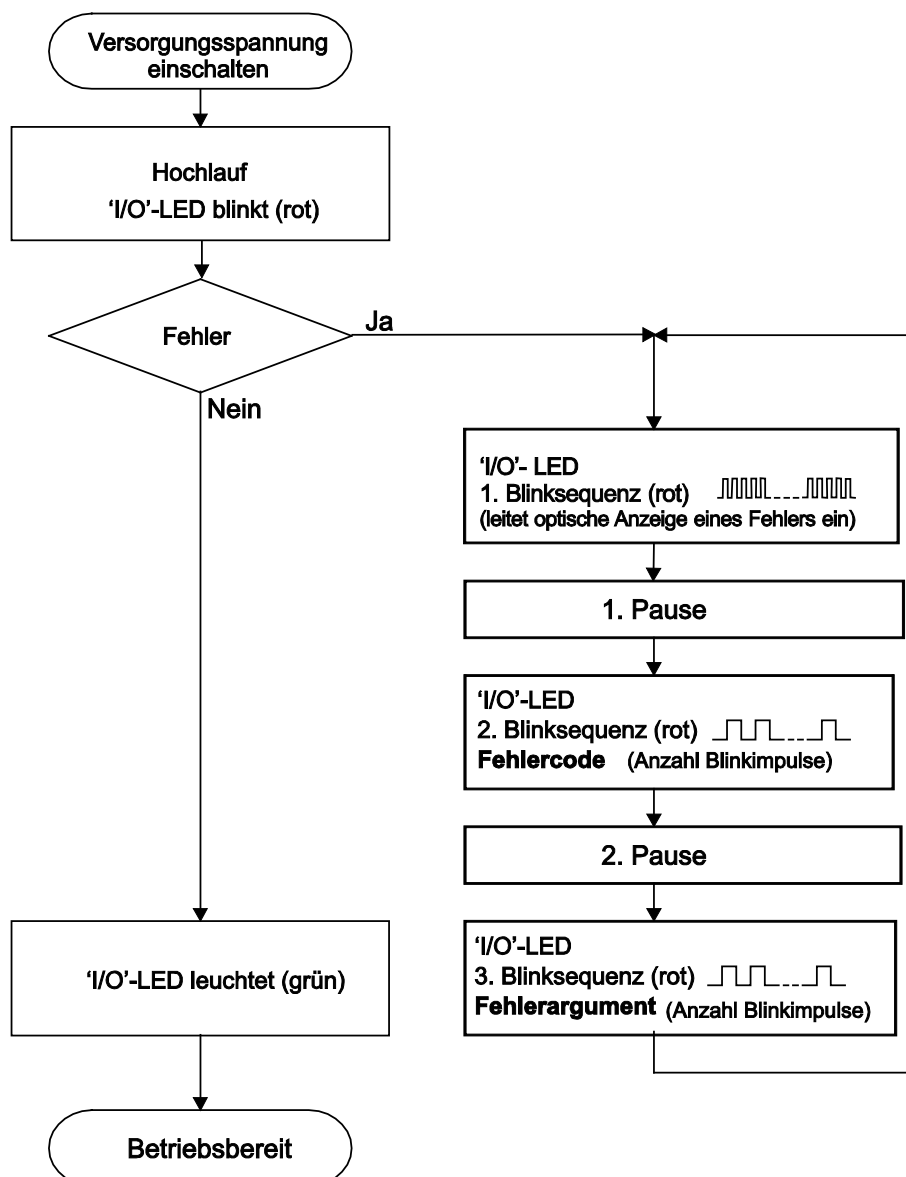 Versorgungsspannung
einschalten
Hochlauf
‘I/O’-LED blinkt (rot)
Fehler
Ja
Nein
‘I/O’- LED
1. Blinksequenz (rot)
(leitet optische Anzeige eines Fehlers ein)
1. Pause
‘I/O’-LED
2. Blinksequenz (rot)
Fehlercode (Anzahl Blinkimpulse)
2. Pause
‘I/O’-LED
3. Blinksequenz (rot)
Fehlerargument (Anzahl Blinkimpulse)
‘I/O’-LED leuchtet (grün)
Betriebsbereit